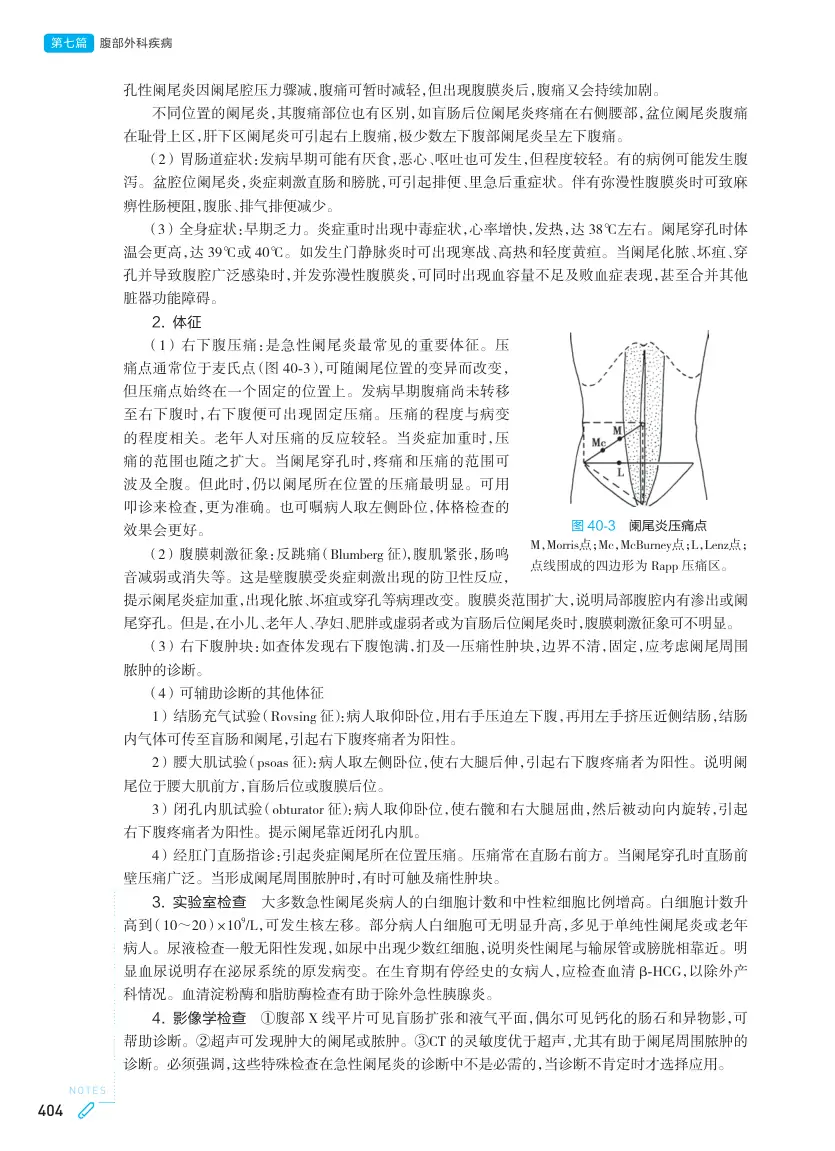 第七篇 腹部外科疾病
孔性阑尾炎因阑尾腔压力骤减,腹痛可暂时减轻,但出现腹膜炎后,腹痛又会持续加剧。
不同位置的阑尾炎,其腹痛部位也有区别,如盲肠后位阑尾炎疼痛在右侧腰部,盆位阑尾炎腹痛
在耻骨上区,肝下区阑尾炎可引起右上腹痛,极少数左下腹部阑尾炎呈左下腹痛。
(2)胃肠道症状:发病早期可能有厌食,恶心、呕吐也可发生,但程度较轻。有的病例可能发生腹
泻。盆腔位阑尾炎,炎症刺激直肠和膀胱,可引起排便、里急后重症状。伴有弥漫性腹膜炎时可致麻
痹性肠梗阻,腹胀、排气排便减少。
(3)全身症状:早期乏力。炎症重时出现中毒症状,心率增快,发热,达 38℃左右。阑尾穿孔时体
温会更高,达 39℃或 40℃。如发生门静脉炎时可出现寒战、高热和轻度黄疸。当阑尾化脓、坏疽、穿
孔并导致腹腔广泛感染时,并发弥漫性腹膜炎,可同时出现血容量不足及败血症表现,甚至合并其他
脏器功能障碍。
2. 体征
(1)右下腹压痛:是急性阑尾炎最常见的重要体征。压
痛点通常位于麦氏点(图 40-3),可随阑尾位置的变异而改变,
但压痛点始终在一个固定的位置上。发病早期腹痛尚未转移
至右下腹时,右下腹便可出现固定压痛。压痛的程度与病变
的程度相关。老年人对压痛的反应较轻。当炎症加重时,压
痛的范围也随之扩大。当阑尾穿孔时,疼痛和压痛的范围可
波及全腹。但此时,仍以阑尾所在位置的压痛最明显。可用
叩诊来检查,更为准确。也可嘱病人取左侧卧位,体格检查的
效果会更好。
M
Mc
L
图 40-3 阑尾炎压痛点
M,Morris点;Mc,McBurney点;L,Lenz点;
点线围成的四边形为 Rapp 压痛区。
(2)腹膜刺激征象:反跳痛(Blumberg 征),腹肌紧张,肠鸣
音减弱或消失等。这是壁腹膜受炎症刺激出现的防卫性反应,
提示阑尾炎症加重,出现化脓、坏疽或穿孔等病理改变。腹膜炎范围扩大,说明局部腹腔内有渗出或阑
尾穿孔。但是,在小儿、老年人、孕妇、肥胖或虚弱者或为盲肠后位阑尾炎时,腹膜刺激征象可不明显。
(3)右下腹肿块:如查体发现右下腹饱满,扪及一压痛性肿块,边界不清,固定,应考虑阑尾周围
脓肿的诊断。
(4)可辅助诊断的其他体征
1)结肠充气试验(Rovsing 征):病人取仰卧位,用右手压迫左下腹,再用左手挤压近侧结肠,结肠
内气体可传至盲肠和阑尾,引起右下腹疼痛者为阳性。
2)腰大肌试验(psoas 征):病人取左侧卧位,使右大腿后伸,引起右下腹疼痛者为阳性。说明阑
尾位于腰大肌前方,盲肠后位或腹膜后位。
3)闭孔内肌试验(obturator 征):病人取仰卧位,使右髋和右大腿屈曲,然后被动向内旋转,引起
右下腹疼痛者为阳性。提示阑尾靠近闭孔内肌。
4)经肛门直肠指诊:引起炎症阑尾所在位置压痛。压痛常在直肠右前方。当阑尾穿孔时直肠前
壁压痛广泛。当形成阑尾周围脓肿时,有时可触及痛性肿块。
3. 实验室检查 大多数急性阑尾炎病人的白细胞计数和中性粒细胞比例增高。白细胞计数升
高到(10～20)×10⁹/L,可发生核左移。部分病人白细胞可无明显升高,多见于单纯性阑尾炎或老年
病人。尿液检查一般无阳性发现,如尿中出现少数红细胞,说明炎性阑尾与输尿管或膀胱相靠近。明
显血尿说明存在泌尿系统的原发病变。在生育期有停经史的女病人,应检查血清 β-HCG,以除外产
科情况。血清淀粉酶和脂肪酶检查有助于除外急性胰腺炎。
4. 影像学检查 ①腹部 X 线平片可见盲肠扩张和液气平面,偶尔可见钙化的肠石和异物影,可
帮助诊断。②超声可发现肿大的阑尾或脓肿。③CT 的灵敏度优于超声,尤其有助于阑尾周围脓肿的
诊断。必须强调,这些特殊检查在急性阑尾炎的诊断中不是必需的,当诊断不肯定时才选择应用。
NOTES
404